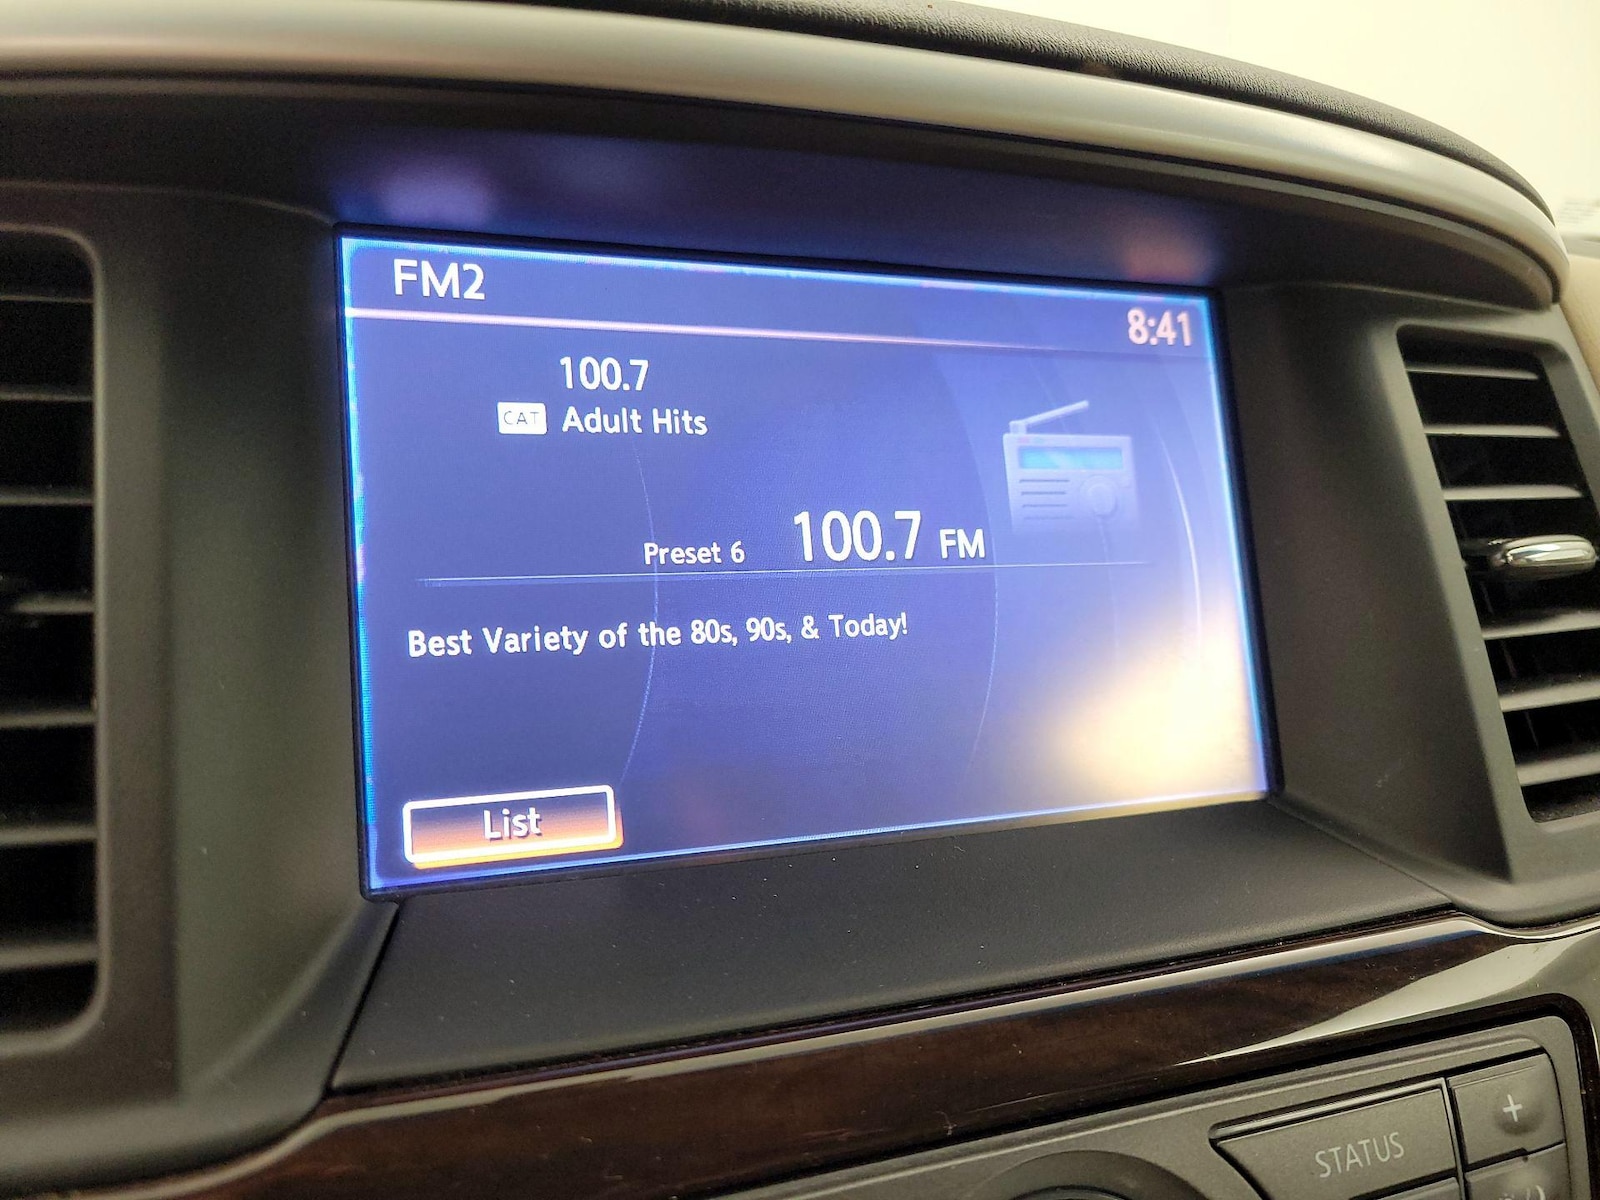 FM2
8:41
100.7
CAT Adult Hits
Preset 6 100.7 FM
Best Variety of the 80s, 90s, & Today!
List
+
STATUS